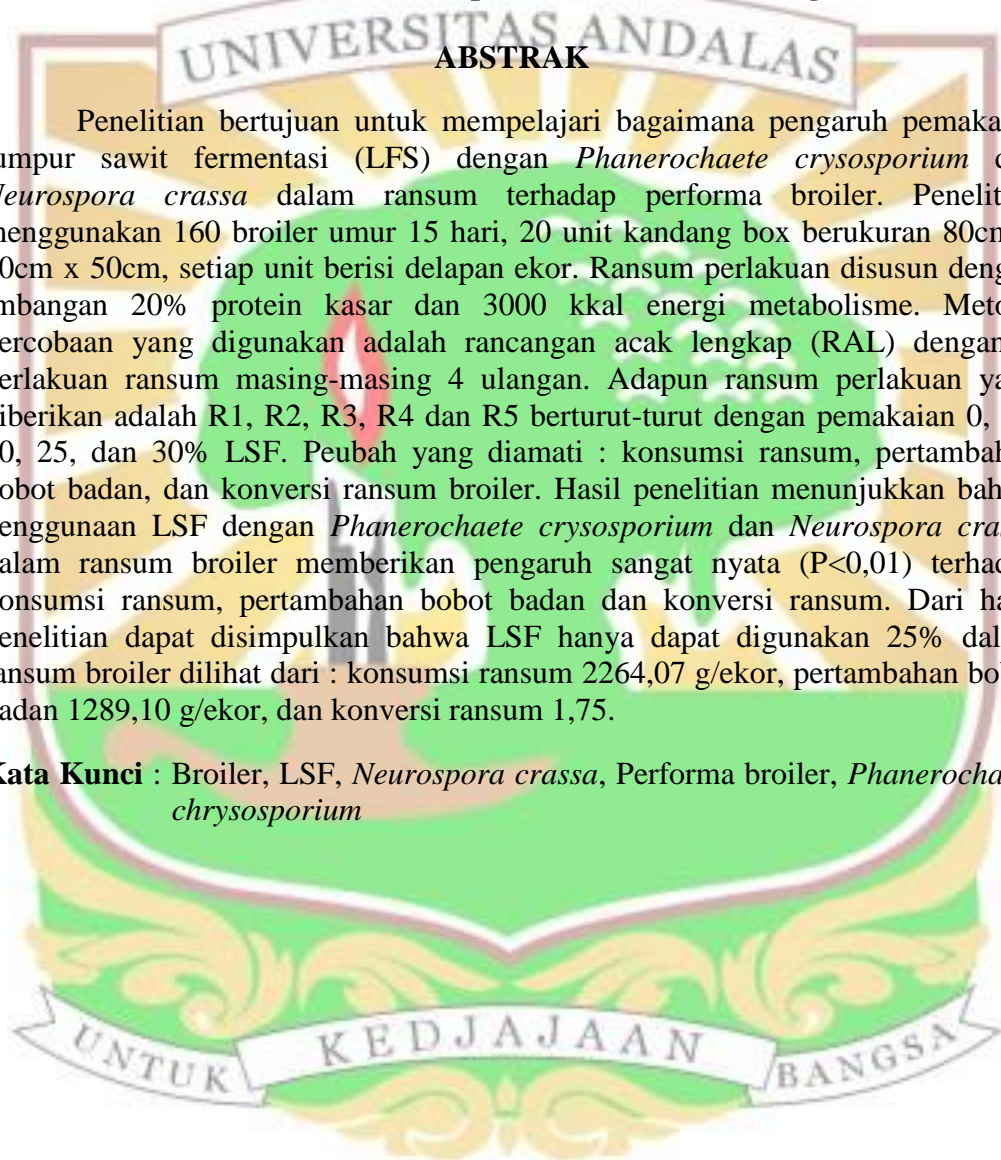 UNIVERSITAS ANDALAS
ABSTRAK
Penelitian bertujuan untuk mempelajari bagaimana pengaruh pemaka
umpur sawit fermentasi (LFS) dengan Phanerochaete crysosporium
Neurospora crassa dalam ransum terhadap performa broiler. Penelit
menggunakan 160 broiler umur 15 hari, 20 unit kandang box berukuran 80cm
0cm x 50cm, setiap unit berisi delapan ekor. Ransum perlakuan disusun deng
mbangan 20% protein kasar dan 3000 kkal energi metabolisme. Meto
ercobaan yang digunakan adalah rancangan acak lengkap (RAL) dengan
erlakuan ransum masing-masing 4 ulangan. Adapun ransum perlakuan ya
iberikan adalah R1, R2, R3, R4 dan R5 berturut-turut dengan pemakaian 0,
0, 25, dan 30% LSF. Peubah yang diamati : konsumsi ransum, pertambah
obot badan, dan konversi ransum broiler. Hasil penelitian menunjukkan bah
enggunaan LSF dengan Phanerochaete crysosporium dan Neurospora cras
alam ransum broiler memberikan pengaruh sangat nyata (P<0,01) terhad
onsumsi ransum, pertambahan bobot badan dan konversi ransum. Dari ha
enelitian dapat disimpulkan bahwa LSF hanya dapat digunakan 25% dal
ansum broiler dilihat dari : konsumsi ransum 2264,07 g/ekor, pertambahan bob
adan 1289,10 g/ekor, dan konversi ransum 1,75.
Kata Kunci : Broiler, LSF, Neurospora crassa, Performa broiler, Phanerocha
chrysosporium
UNTUK KEDJAJAAN BANGSA